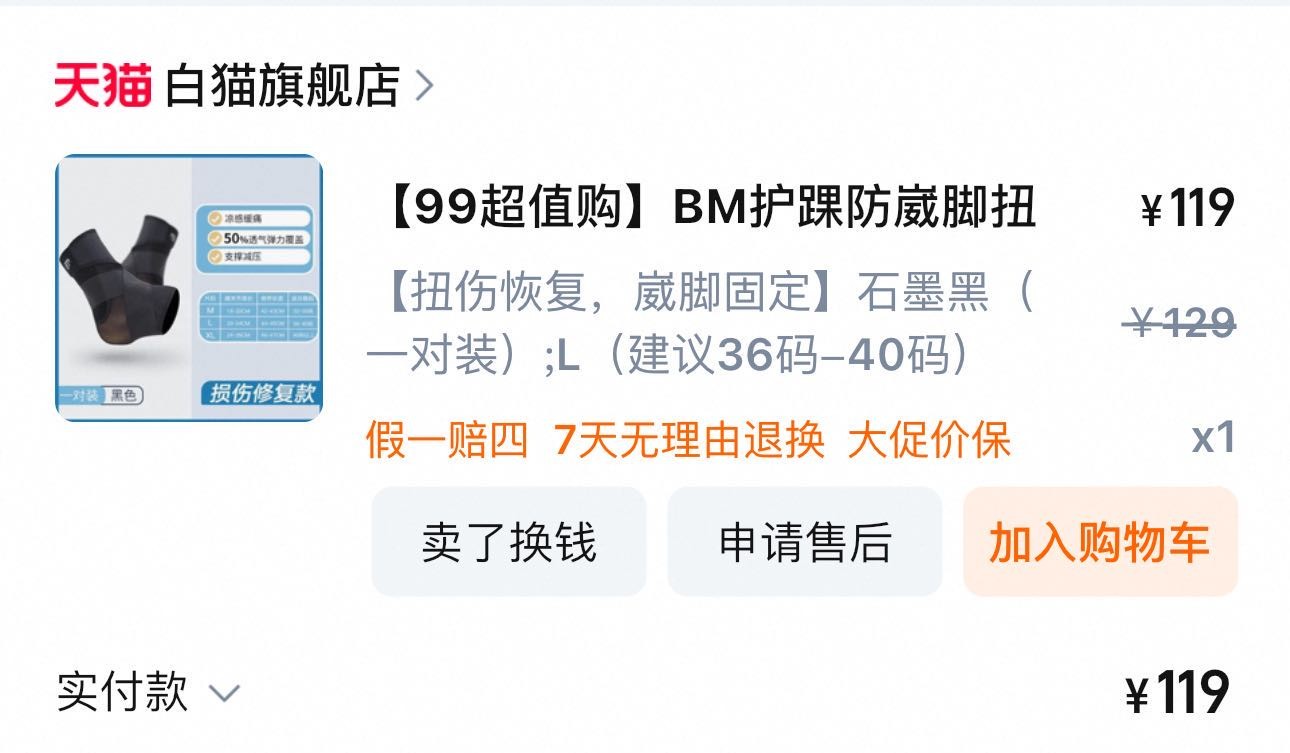 天猫 白猫旗舰店
凉感缓痛
50%透气弹力覆盖
支撑减压
M
L
XL
一对装 黑色
损伤修复款
【99超值购】BM护踝防崴脚扭
¥119
【扭伤恢复，崴脚固定】石墨黑（
一对装）;L（建议36码–40码）
￥129
假一赔四 7天无理由退换 大促价保
x1
卖了换钱 申请售后 加入购物车
实付款
¥119